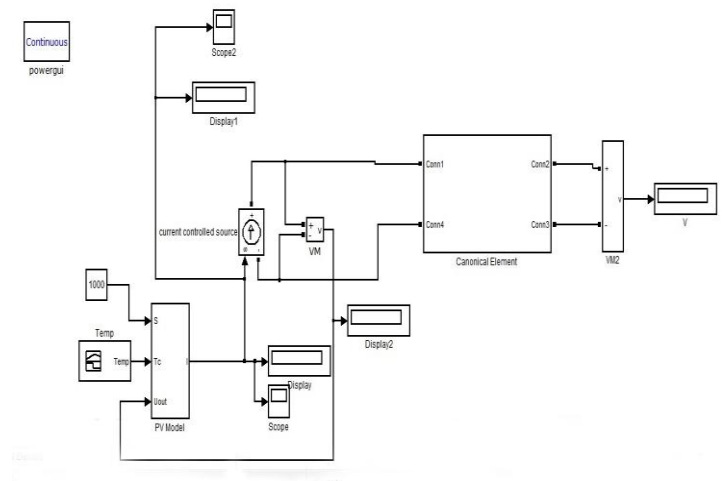 Continuous
powergui
Scope2
Display1
Conn1
Conn2
Conn4
Conn3
Canonical Element
+
-
v
VM2
V
+
current controlled source
-
+
-
v
VM
1000
Temp
Temp
S
Tc
Uout
I
PV Model
Display
Scope
Display2